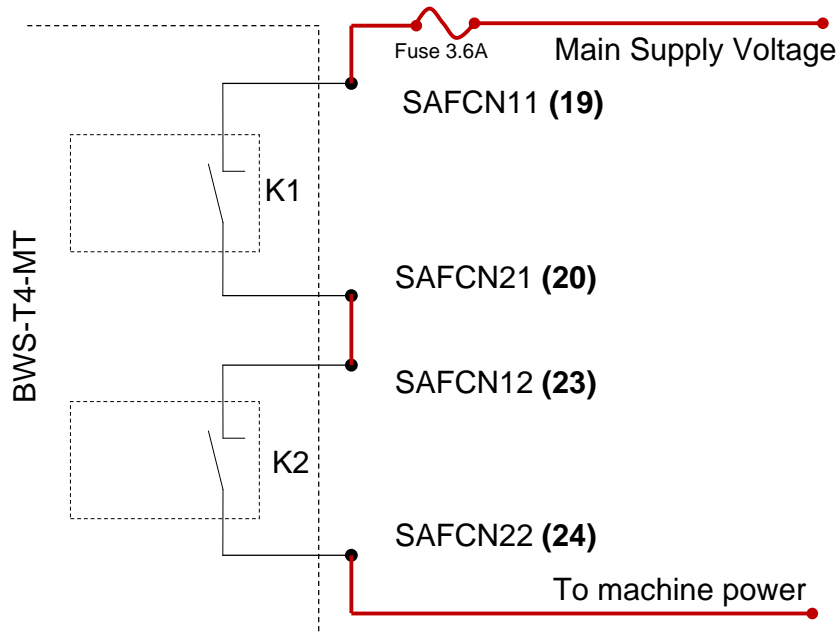 Fuse 3.6A
Main Supply Voltage
SAFCN11 (19)
K1
SAFCN21 (20)
BWS-T4-MT
SAFCN12 (23)
K2
SAFCN22 (24)
To machine power